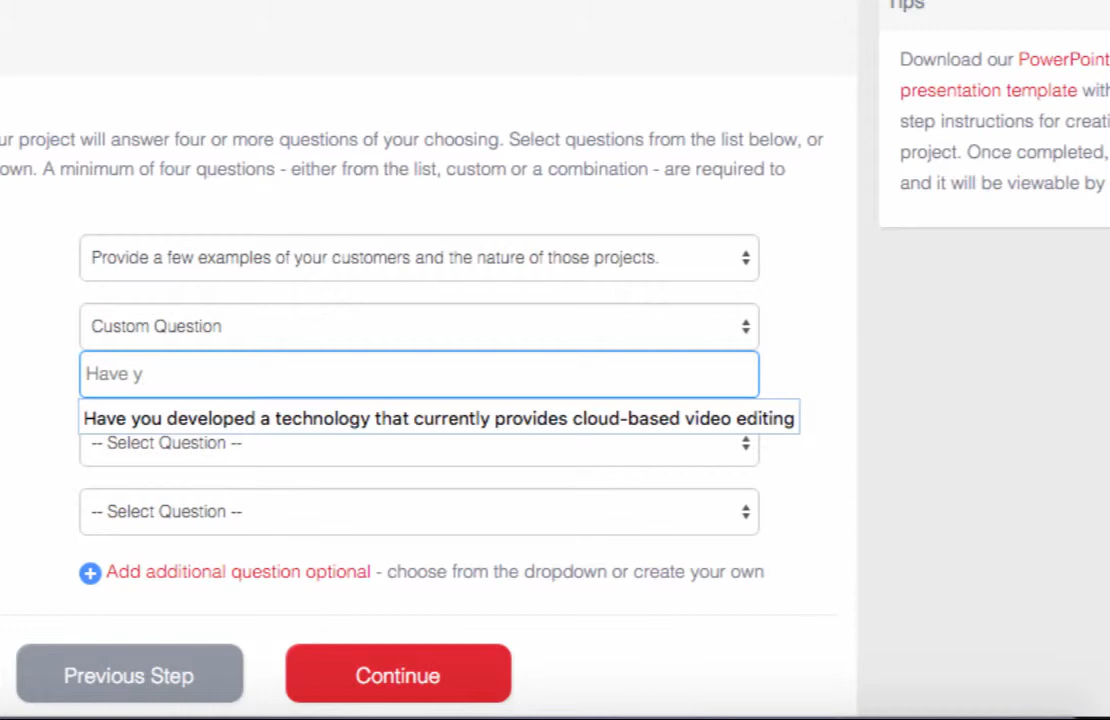 Tips
Download our PowerPoint
presentation template with
step instructions for creati
project. Once completed,
and it will be viewable by
ur project will answer four or more questions of your choosing. Select questions from the list below, or
own. A minimum of four questions - either from the list, custom or a combination - are required to
Provide a few examples of your customers and the nature of those projects.
Custom Question
Have y
Have you developed a technology that currently provides cloud-based video editing
-- Select Question --
-- Select Question --
Add additional question optional - choose from the dropdown or create your own
Previous Step
Continue